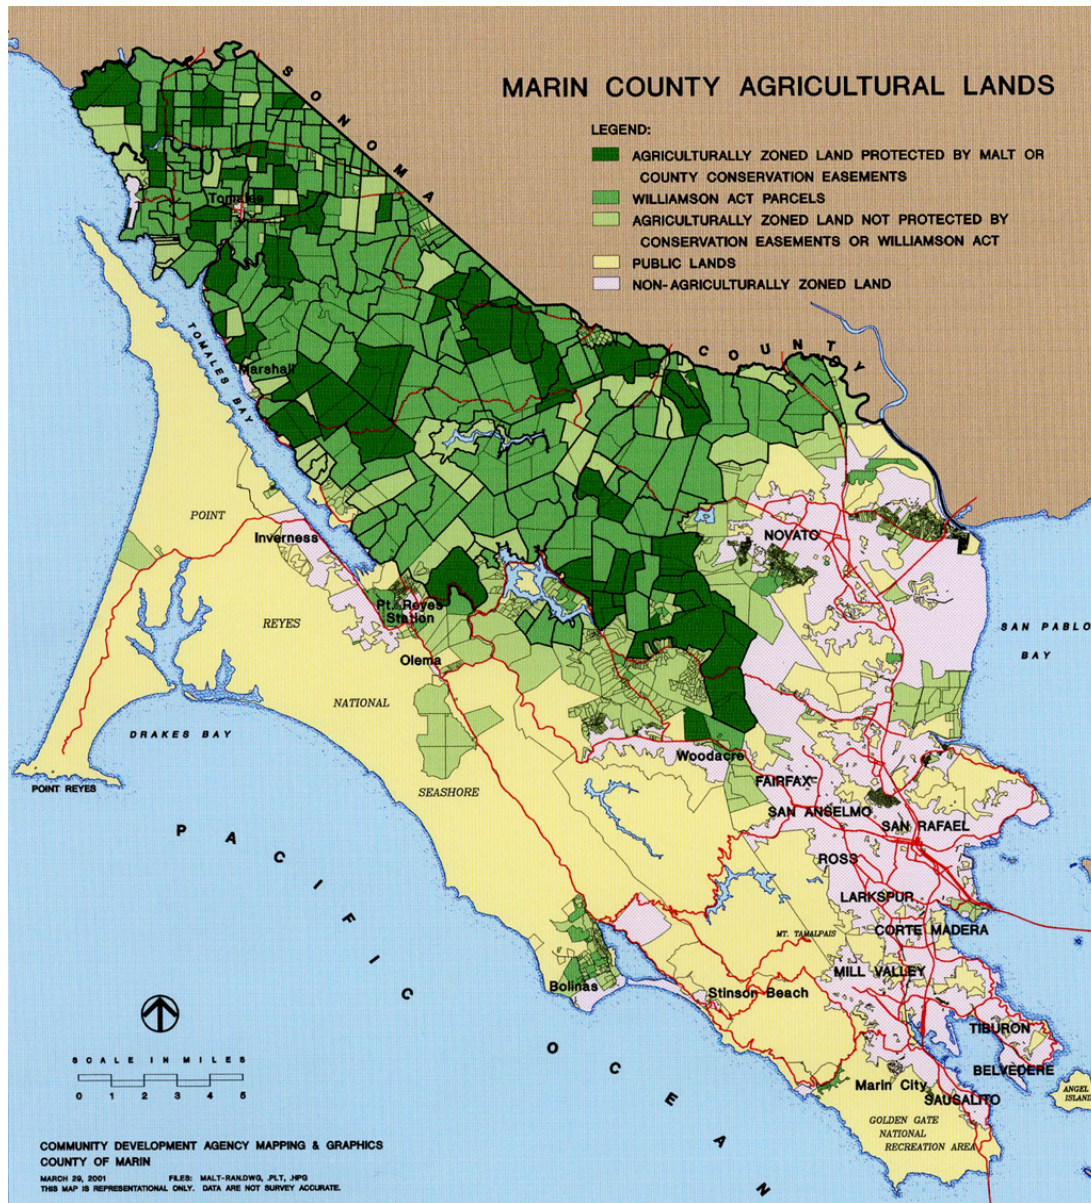 MARIN COUNTY AGRICULTURAL LANDS
LEGEND:
AGRICULTURALLY ZONED LAND PROTECTED BY MALT OR
COUNTY CONSERVATION EASEMENTS
WILLIAMSON ACT PARCELS
AGRICULTURALLY ZONED LAND NOT PROTECTED BY
CONSERVATION EASEMENTS OR WILLIAMSON ACT
PUBLIC LANDS
NON-AGRICULTURALLY ZONED LAND
SONOMA
COUNTY
Tomales
TOMALES BAY
Marshall
POINT
Inverness
NOVATO
REYES
Pt. Reyes
Station
SAN PABLO
BAY
Olema
NATIONAL
DRAKES BAY
Woodacre
POINT REYES
SEASHORE
FAIRFAX
SAN ANSELMO
SAN RAFAEL
ROSS
LARKSPUR
CORTE MADERA
MT. TAMALPAIS
MILL VALLEY
Bolinas
Stinson Beach
TIBURON
BELVEDERE
Marin City
SAUSALITO
ANGEL
ISLAND
GOLDEN GATE
NATIONAL
RECREATION AREA
PACIFIC
OCEAN
SCALE IN MILES
0 1 2 3 4 5
COMMUNITY DEVELOPMENT AGENCY MAPPING & GRAPHICS
COUNTY OF MARIN
MARCH 29, 2001 FILES: MALT-RAN.DWG, .PLT, .HPG
THIS MAP IS REPRESENTATIONAL ONLY. DATA ARE NOT SURVEY ACCURATE.